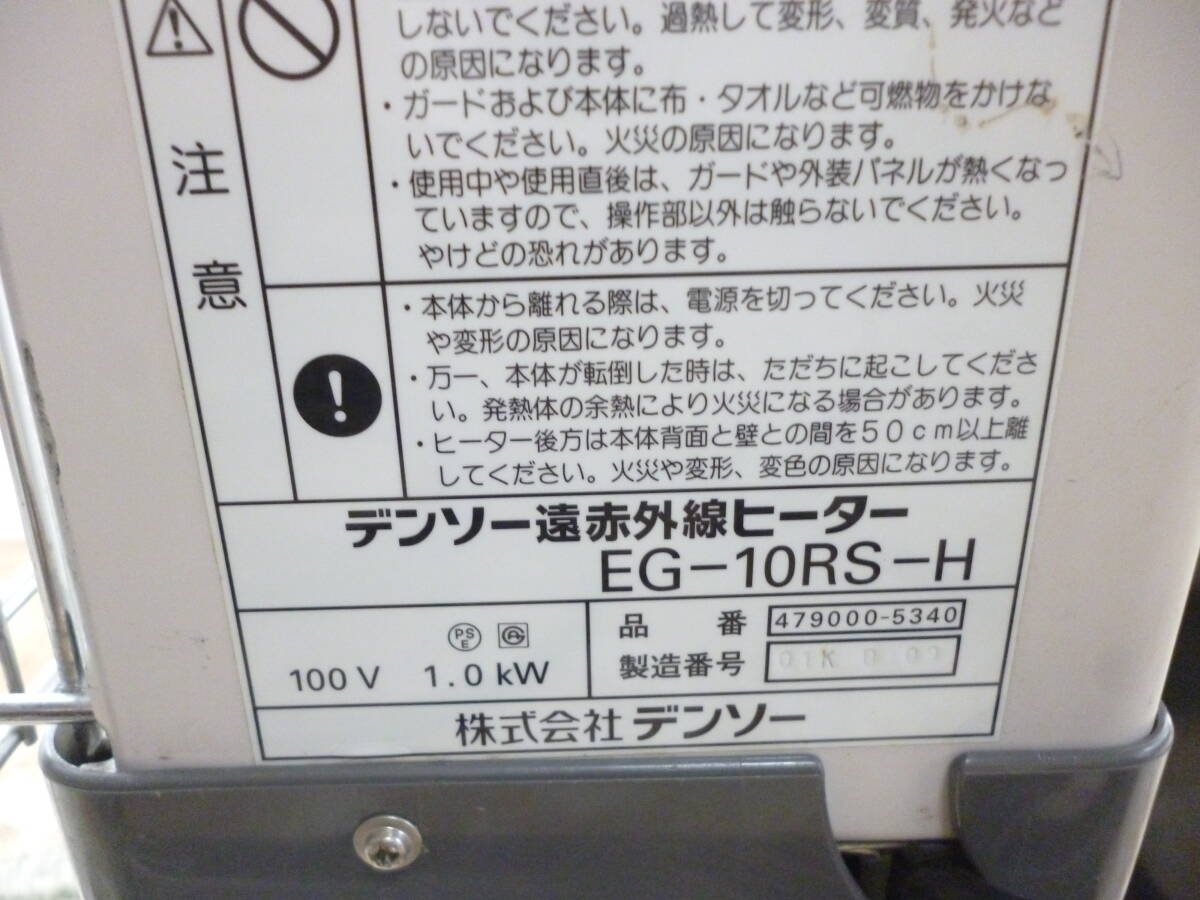 しないでください。過熱して変形、変質、発火など
の原因になります。
・ガードおよび本体に布・タオルなど可燃物をかけな
いでください。火災の原因になります。
・使用中や使用直後は、ガードや外装パネルが熱くなっ
ていますので、操作部以外は触らないでください。
やけどの恐れがあります。
注意
・本体から離れる際は、電源を切ってください。火災
や変形の原因になります。
・万一、本体が転倒した時は、ただちに起こしてくださ
い。発熱体の余熱により火災になる場合があります。
・ヒーター後方は本体背面と壁との間を50cm以上離
してください。火災や変形、変色の原因になります。
デンソー遠赤外線ヒーター
EG-10RS-H
PS
E
100V 1.0kW
品番 479000-5340
製造番号
株式会社デンソー